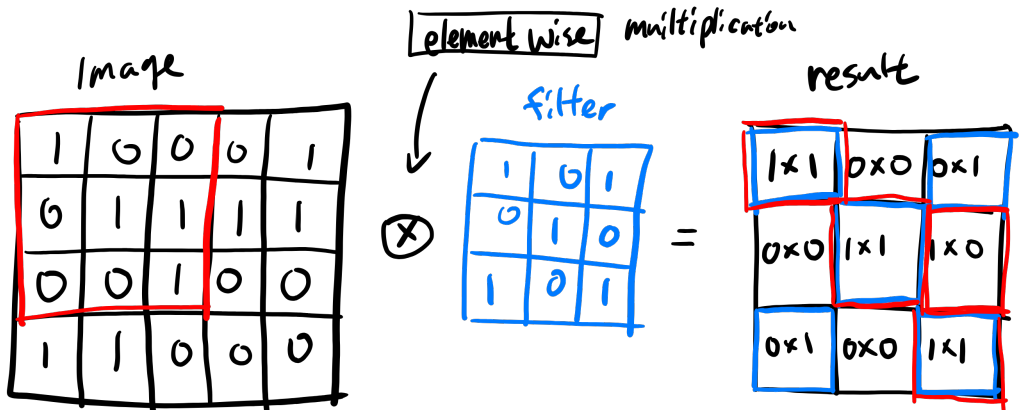 element wise muiltiplication
Image
filter
result
1 0 0 0 1
0 1 1 1 1
0 0 1 0 0
1 1 0 0 0
×
1 0 1
0 1 0
1 0 1
=
1×1 0×0 0×1
0×0 1×1 1×0
0×1 0×0 1×1